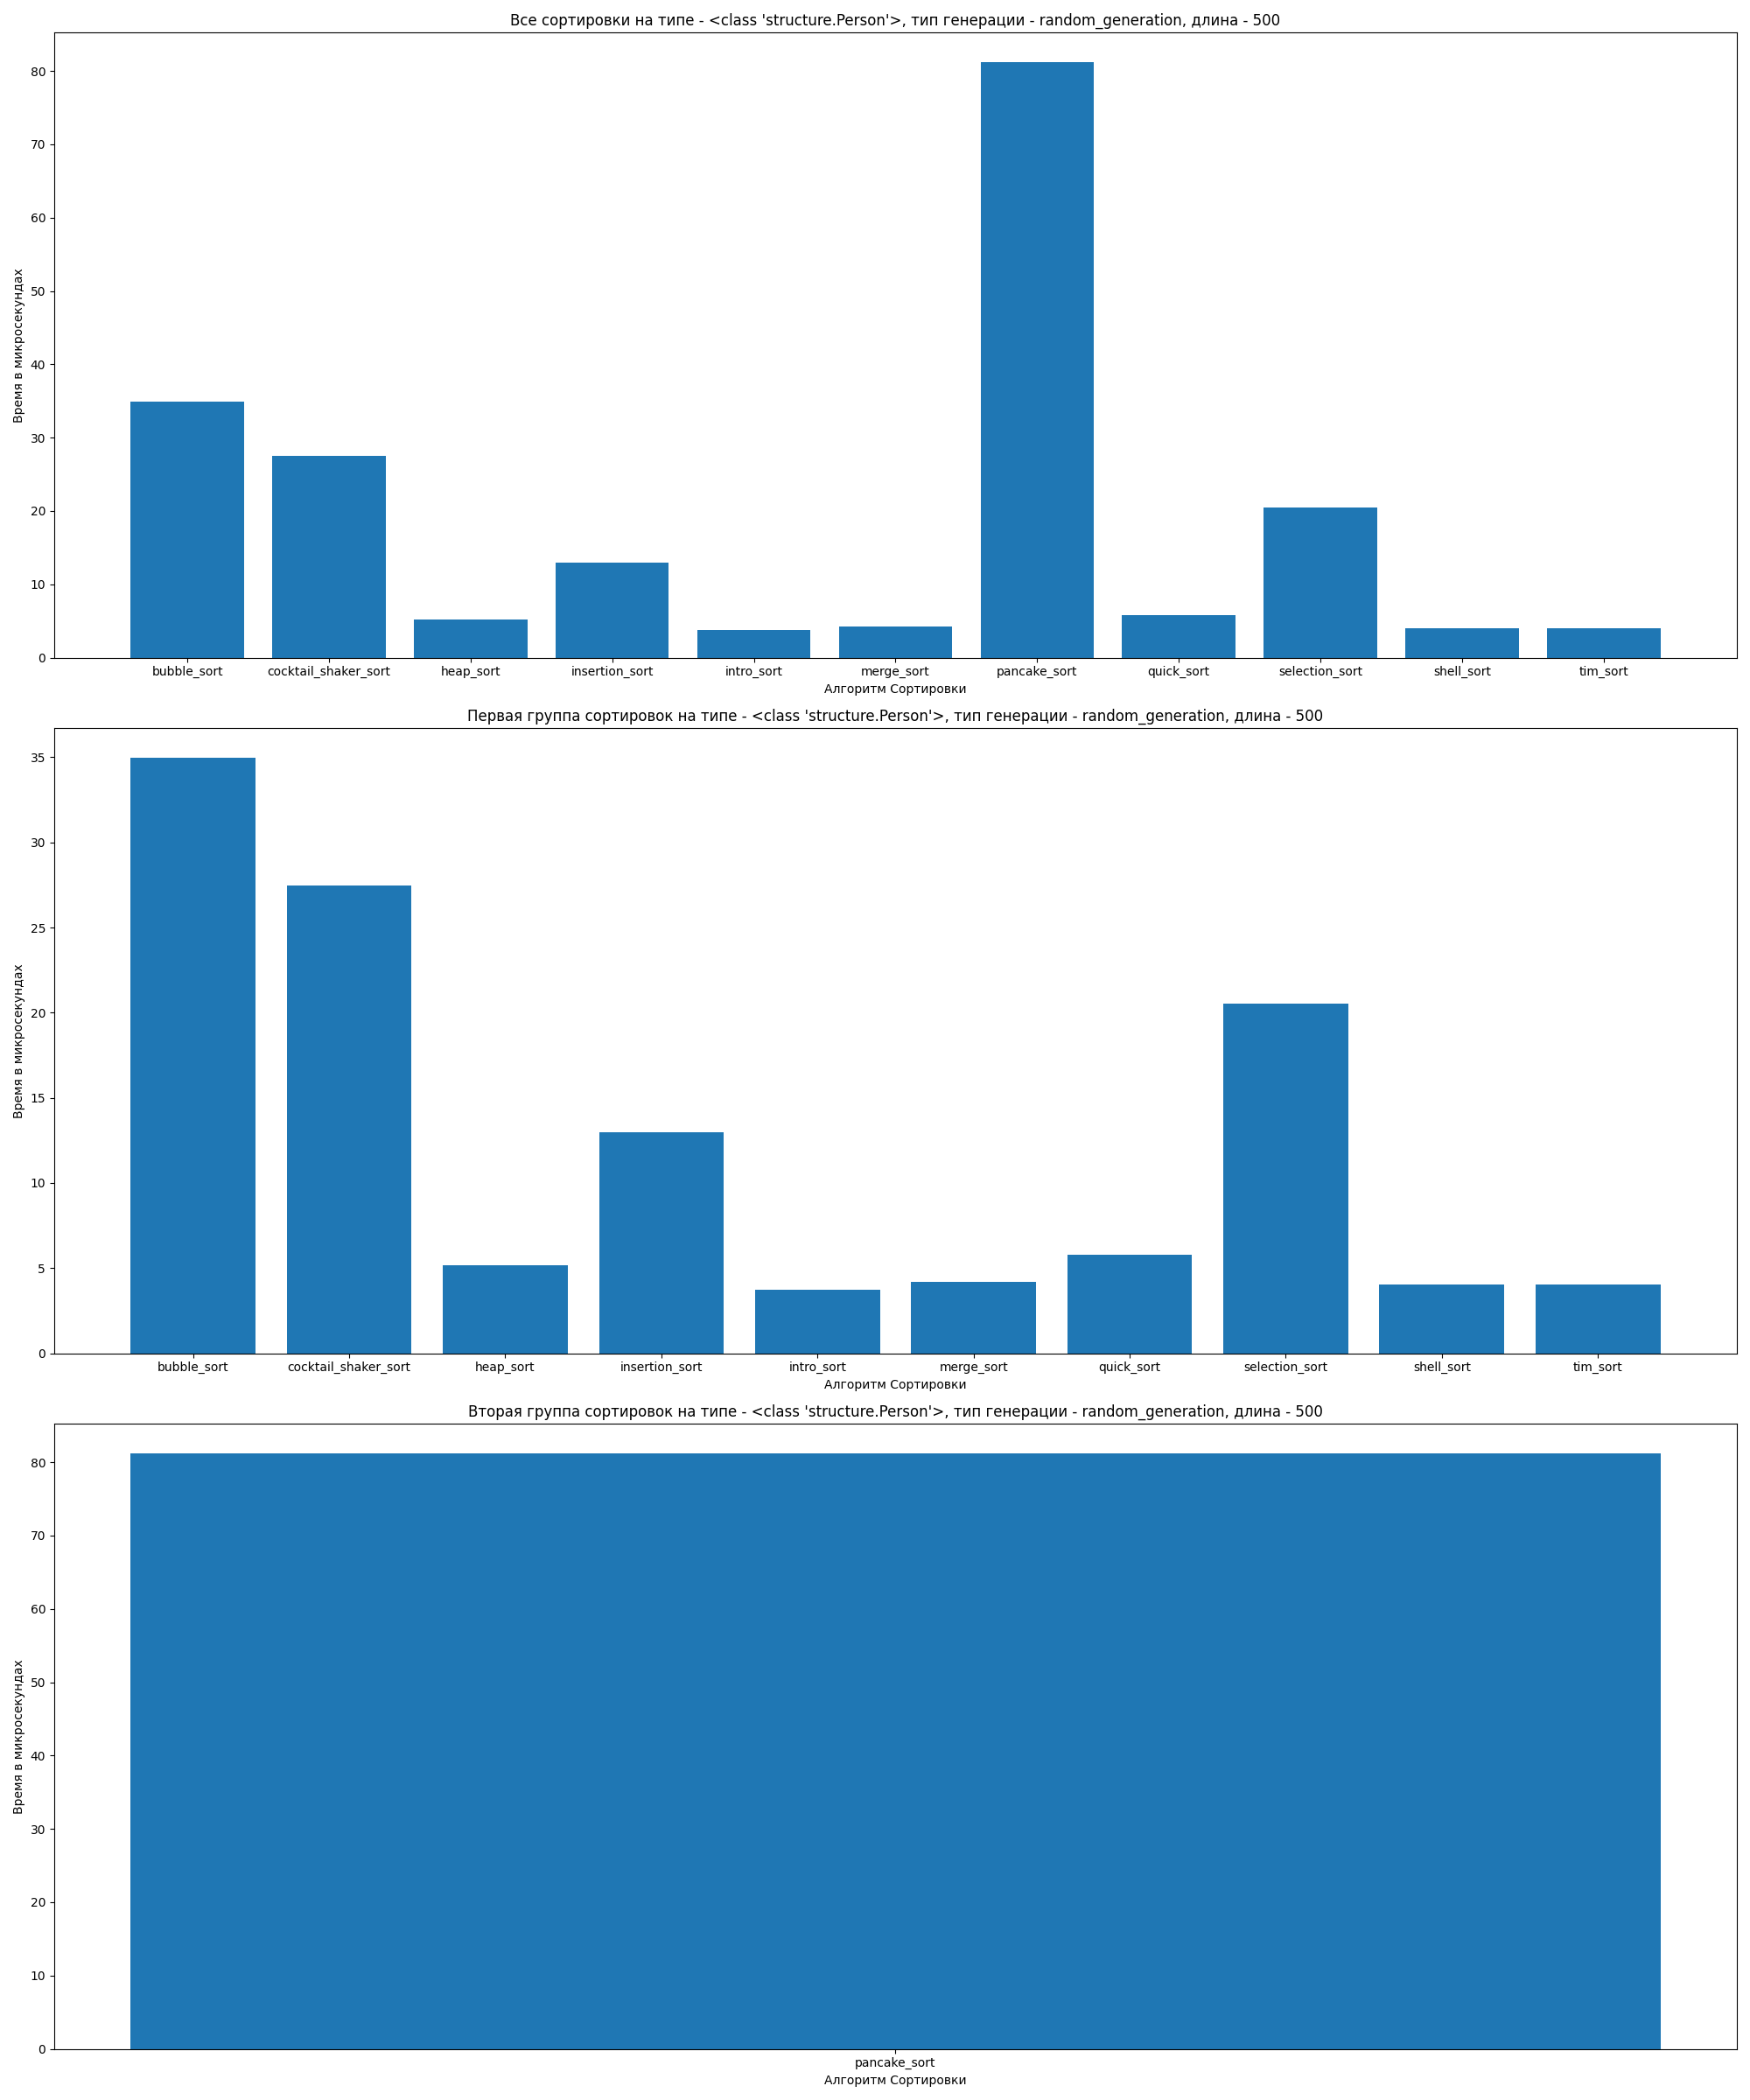 Все сортировки на типе - <class 'structure.Person'>, тип генерации - random_generation, длина - 500
80
70
60
50
40
30
20
10
0
Время в микросекундах
bubble_sort cocktail_shaker_sort heap_sort insertion_sort intro_sort merge_sort pancake_sort quick_sort selection_sort shell_sort tim_sort
Алгоритм Сортировки
Первая группа сортировок на типе - <class 'structure.Person'>, тип генерации - random_generation, длина - 500
35
30
25
20
15
10
5
0
Время в микросекундах
bubble_sort cocktail_shaker_sort heap_sort insertion_sort intro_sort merge_sort quick_sort selection_sort shell_sort tim_sort
Алгоритм Сортировки
Вторая группа сортировок на типе - <class 'structure.Person'>, тип генерации - random_generation, длина - 500
80
70
60
50
40
30
20
10
0
Время в микросекундах
pancake_sort
Алгоритм Сортировки